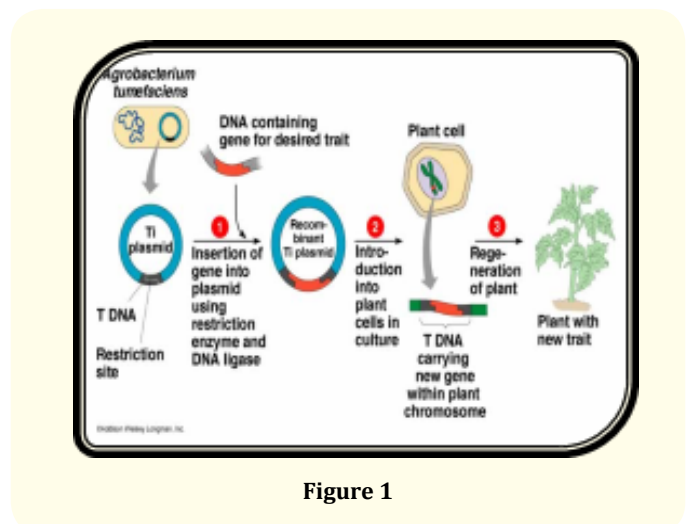 Agrobacterium
tumefaciens
DNA containing
gene for desired trait
Plant cell
Ti
plasmid
1
Insertion of
gene into
plasmid
using
restriction
enzyme and
DNA ligase
T DNA
Restriction
site
Recom-
binant
Ti plasmid
2
Intro-
duction
into
plant
cells in
culture
T DNA
carrying
new gene
within plant
chromosome
3
Rege-
neration
of plant
Plant with
new trait
Wesley Longman, Inc.
Figure 1